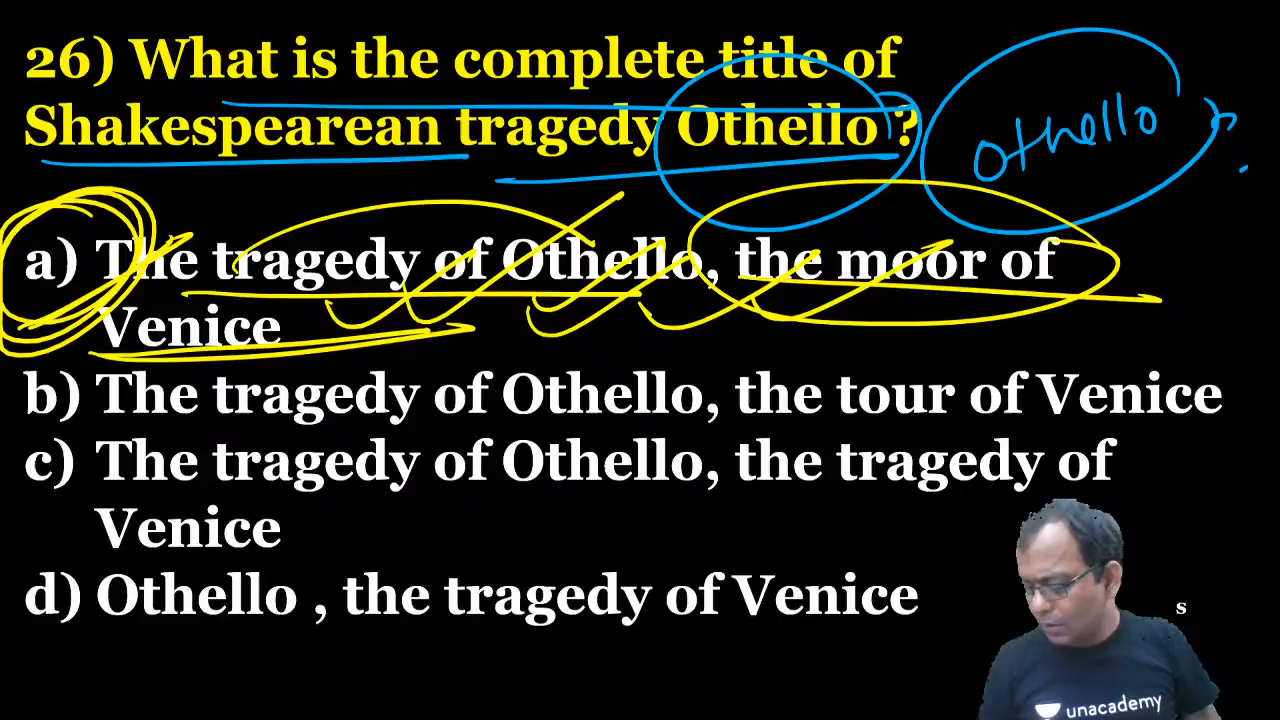 26) What is the complete title of
Shakespearean tragedy Othello ?
Othello
a) The tragedy of Othello, the moor of
Venice
b) The tragedy of Othello, the tour of Venice
c) The tragedy of Othello, the tragedy of
Venice
d) Othello , the tragedy of Venice
s
unacademy